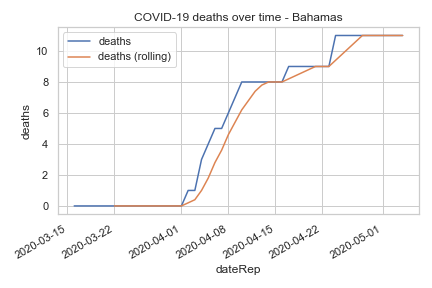 COVID-19 deaths over time - Bahamas
deaths
deaths (rolling)
deaths
10
8
6
4
2
0
2020-03-15
2020-03-22
2020-04-01
2020-04-08
2020-04-15
2020-04-22
2020-05-01
dateRep